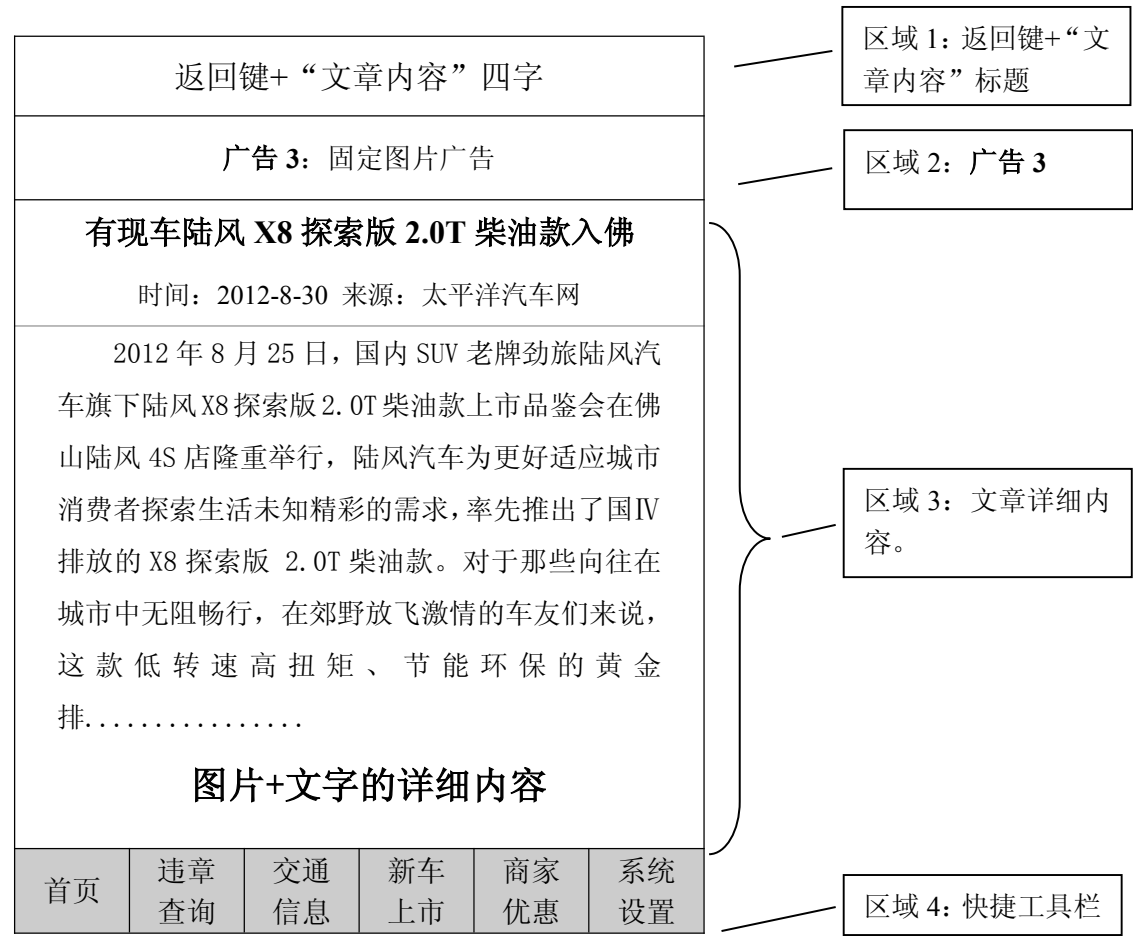 返回键+“文章内容”四字
广告 3：固定图片广告
有现车陆风 X8 探索版 2.0T 柴油款入佛
时间：2012-8-30 来源：太平洋汽车网
2012 年 8 月 25 日，国内 SUV 老牌劲旅陆风汽
车旗下陆风 X8 探索版 2.0T 柴油款上市品鉴会在佛
山陆风 4S 店隆重举行，陆风汽车为更好适应城市
消费者探索生活未知精彩的需求，率先推出了国Ⅳ
排放的 X8 探索版 2.0T 柴油款。对于那些向往在
城市中无阻畅行，在郊野放飞激情的车友们来说，
这款低转速高扭矩、节能环保的黄金
排................
图片+文字的详细内容
首页
违章
查询
交通
信息
新车
上市
商家
优惠
系统
设置
区域 1：返回键+“文
章内容”标题
区域 2：广告 3
区域 3：文章详细内
容。
区域 4：快捷工具栏